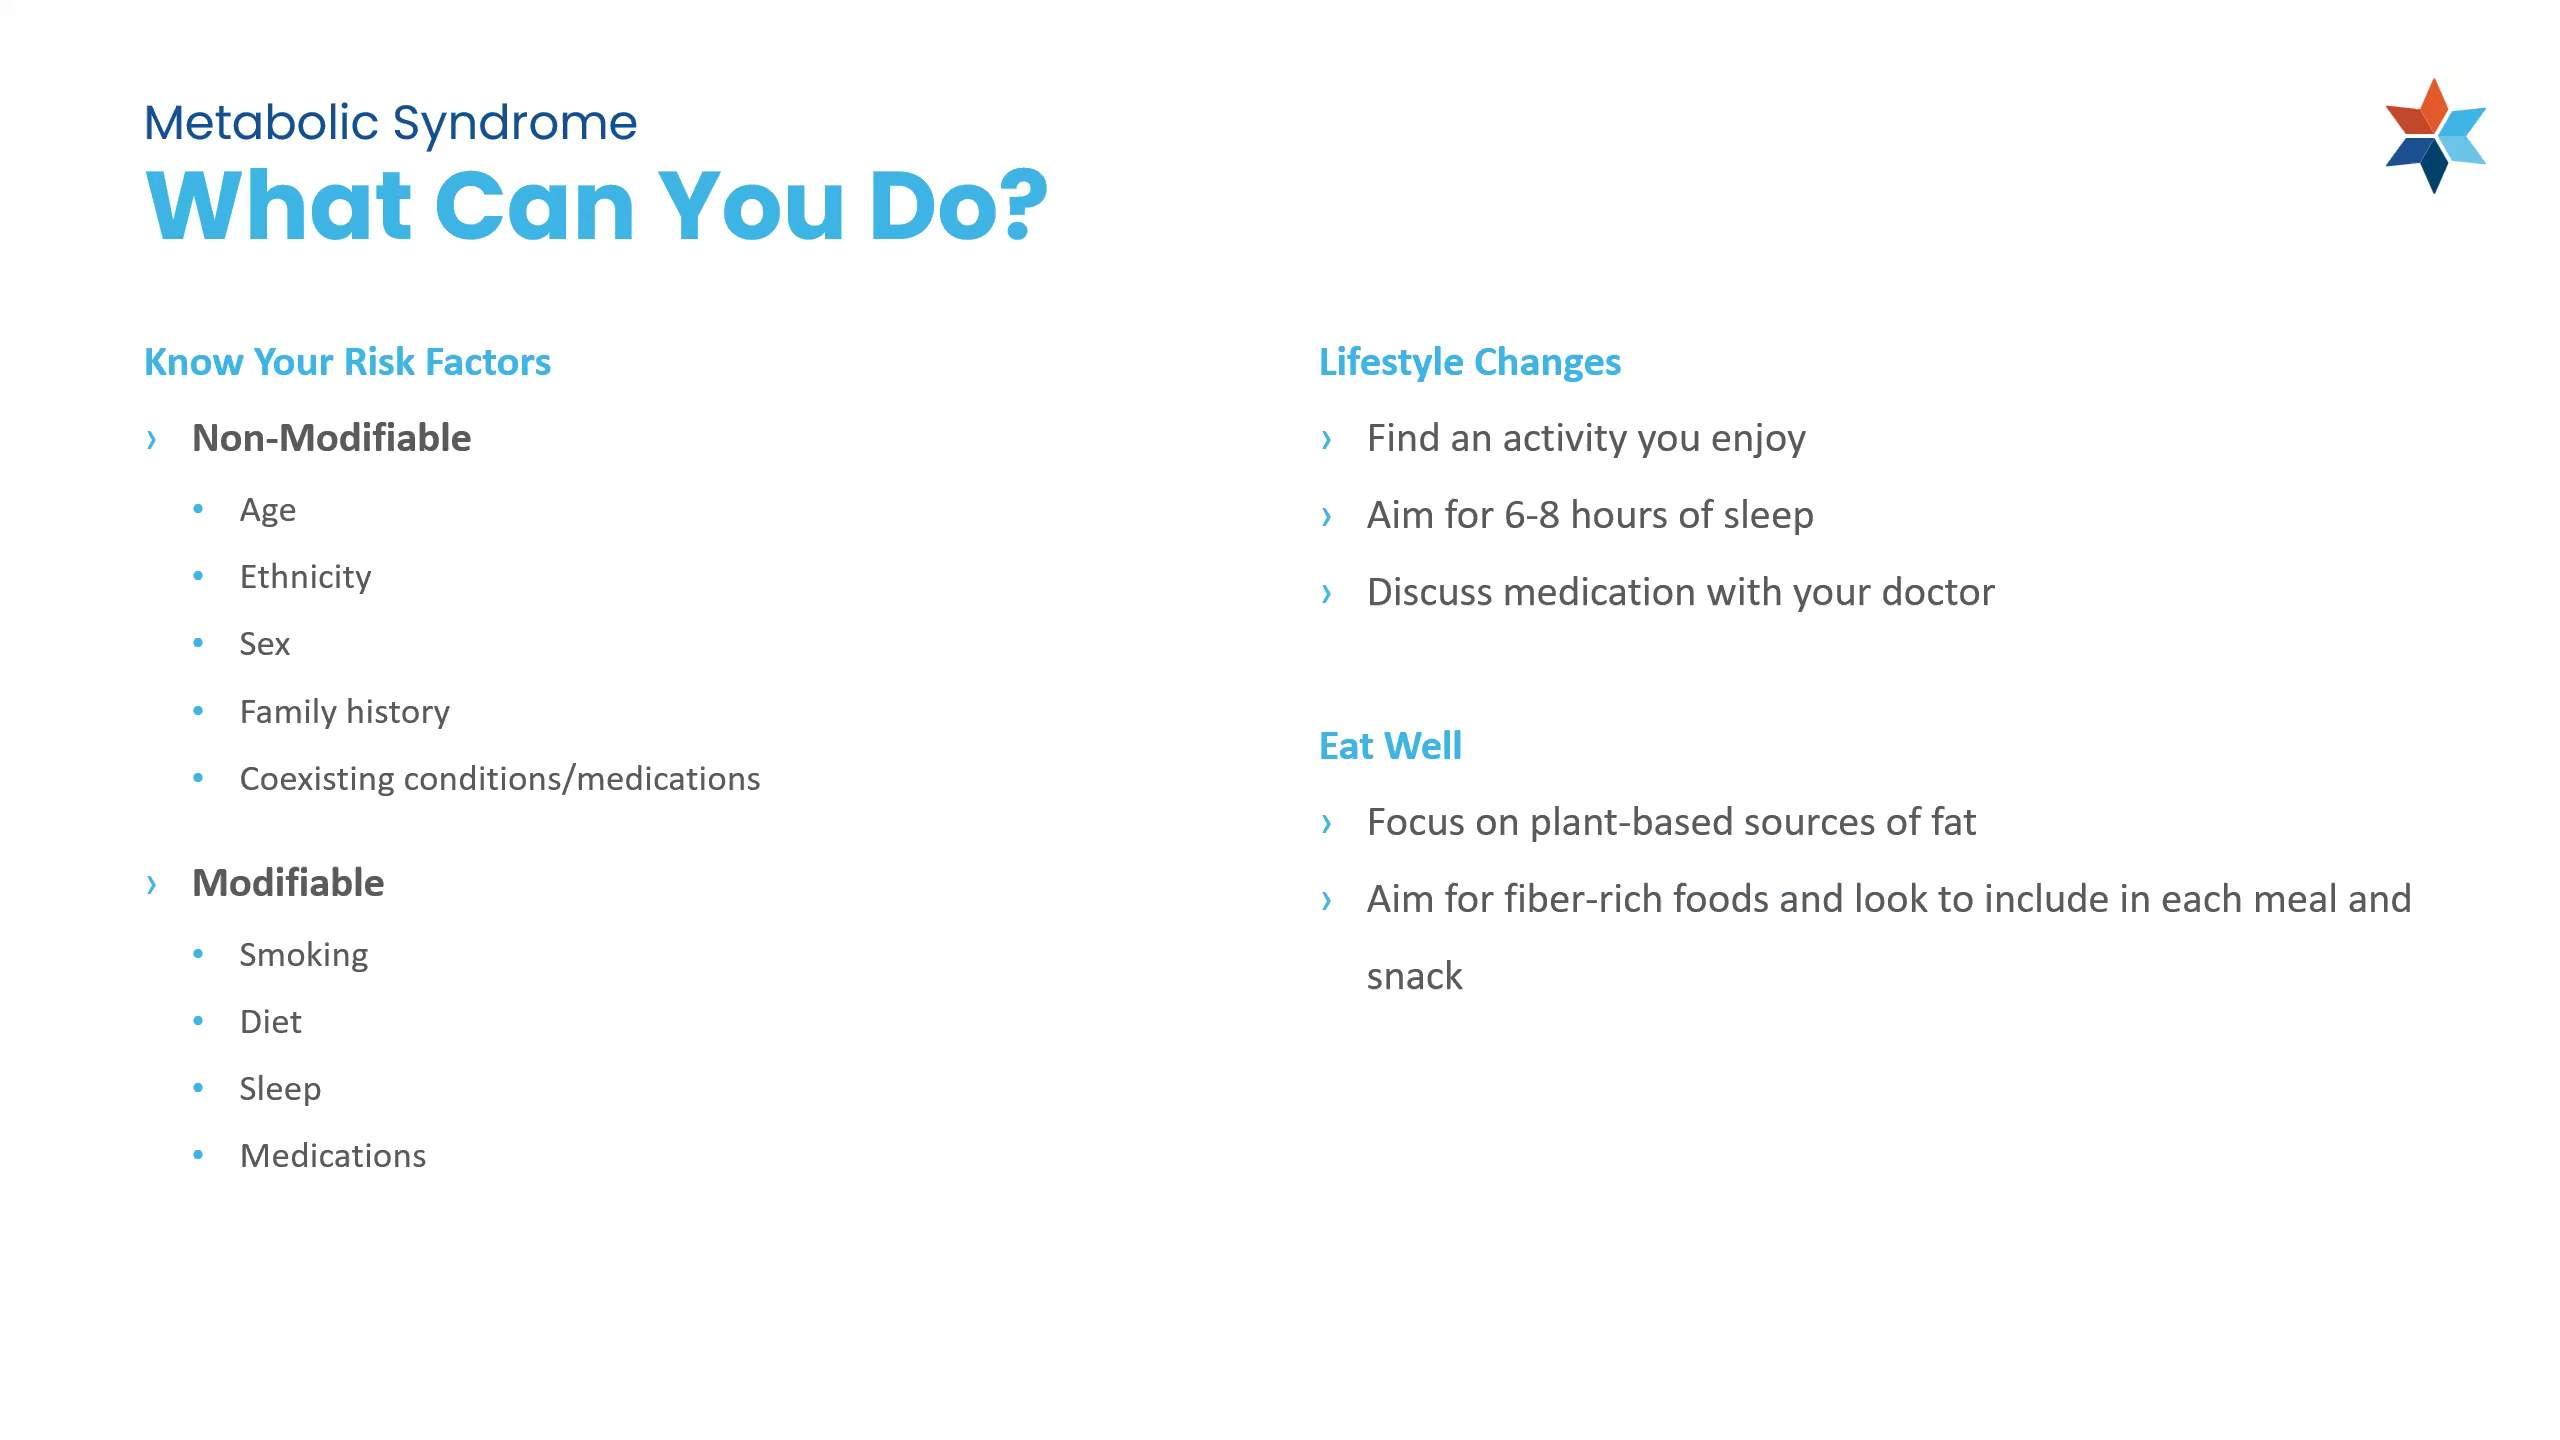 Metabolic Syndrome
What Can You Do?
Know Your Risk Factors
› Non-Modifiable
• Age
• Ethnicity
• Sex
• Family history
• Coexisting conditions/medications
› Modifiable
• Smoking
• Diet
• Sleep
• Medications
Lifestyle Changes
› Find an activity you enjoy
› Aim for 6-8 hours of sleep
› Discuss medication with your doctor
Eat Well
› Focus on plant-based sources of fat
› Aim for fiber-rich foods and look to include in each meal and
snack